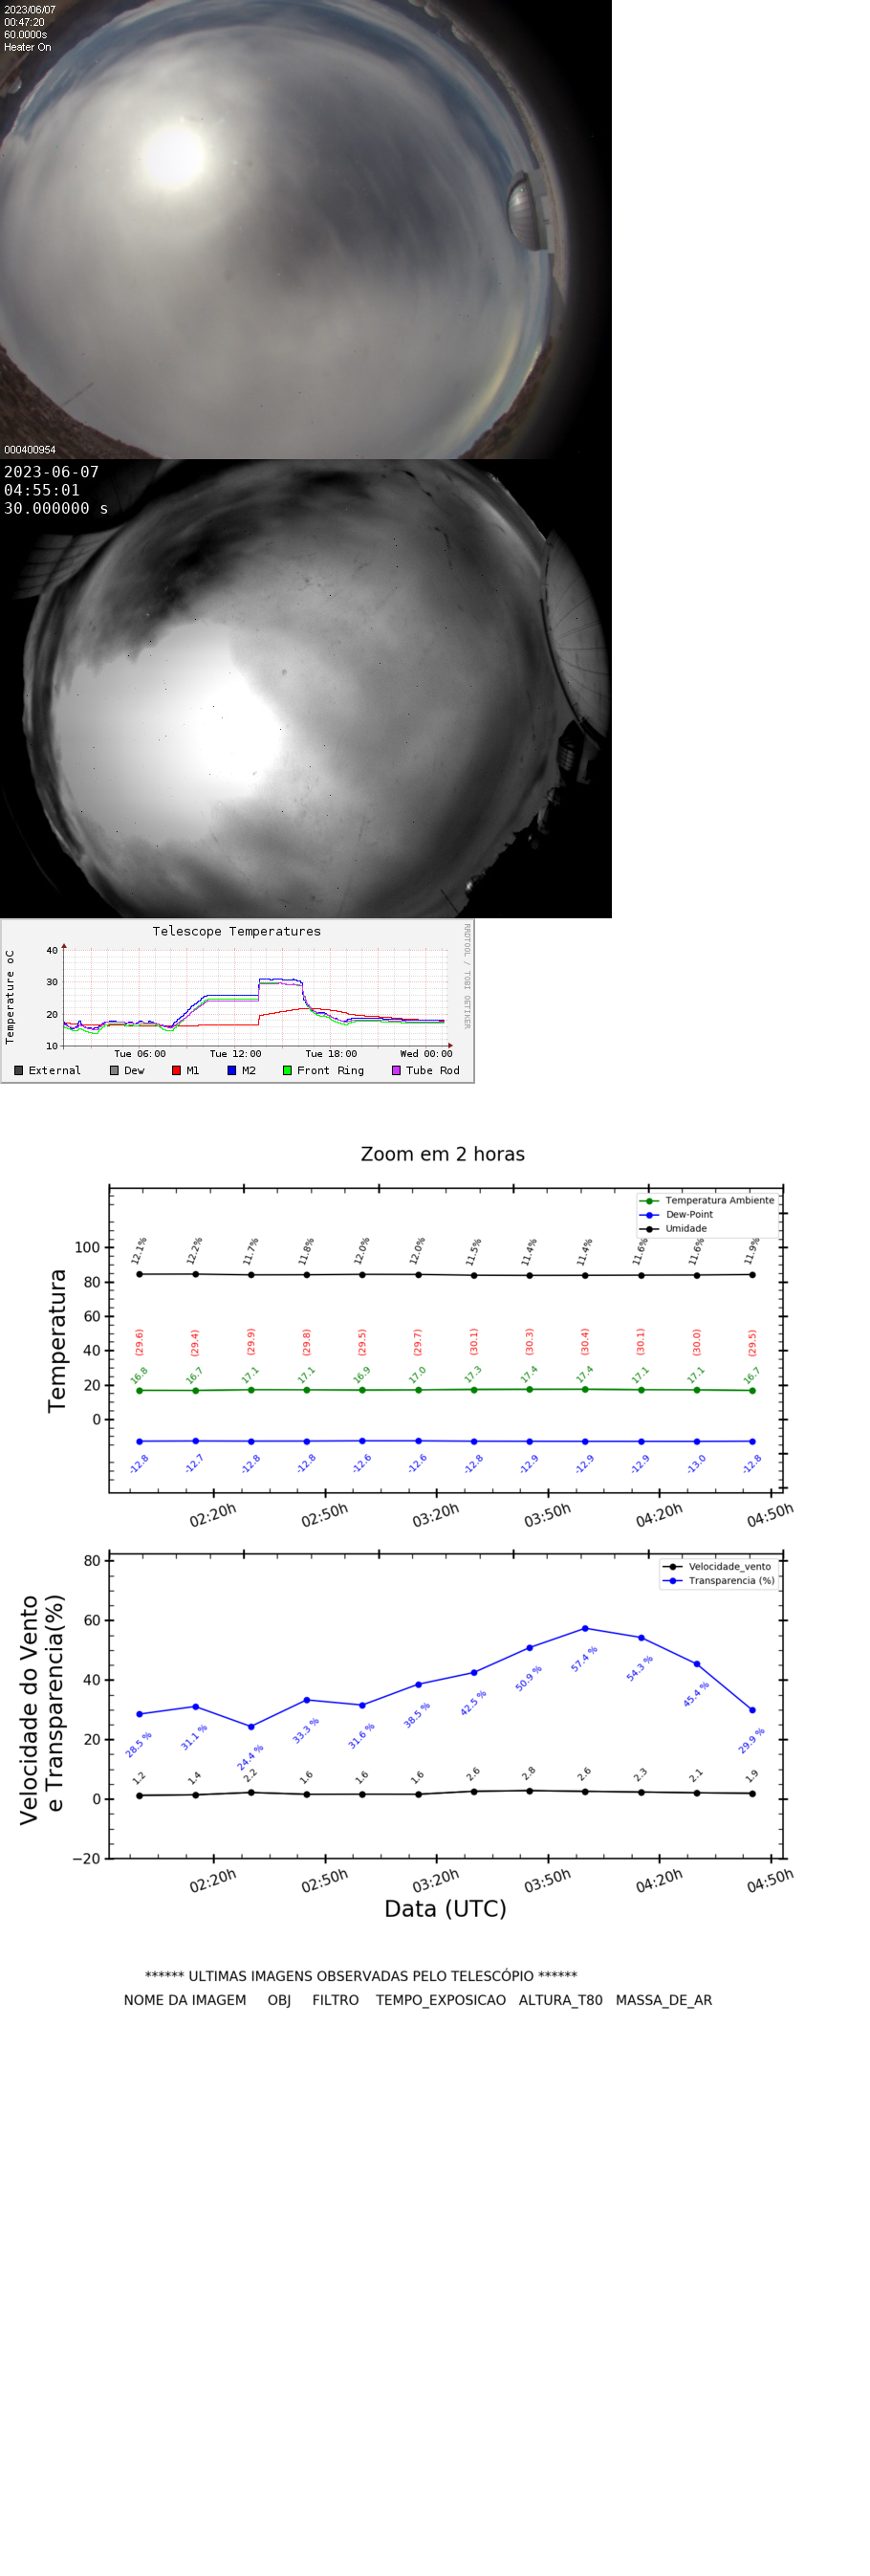 2023/06/07
00:47:20
60.0000s
Heater On
000400954
2023-06-07
04:55:01
30.000000 s
Telescope Temperatures
RRDTOOL / TOBI OETIKER
Temperature oC
40
30
20
10
Tue 06:00 Tue 12:00 Tue 18:00 Wed 00:00
External Dew M1 M2 Front Ring Tube Rod
Zoom em 2 horas
Temperatura Ambiente
Dew-Point
Umidade
Temperatura
100
80
60
40
20
0
12.1% 12.2% 11.7% 11.8% 12.0% 12.0% 11.5% 11.4% 11.4% 11.6% 11.6% 11.9%
(29.6) (29.4) (29.9) (29.8) (29.5) (29.7) (30.1) (30.3) (30.4) (30.1) (30.0) (29.5)
16.8 16.7 17.1 17.1 16.9 17.0 17.3 17.4 17.4 17.1 17.1 16.7
-12.8 -12.7 -12.8 -12.8 -12.6 -12.6 -12.8 -12.9 -12.9 -12.9 -13.0 -12.8
02:20h 02:50h 03:20h 03:50h 04:20h 04:50h
Velocidade_vento
Transparencia (%)
Velocidade do Vento
e Transparencia(%)
80
60
40
20
0
−20
28.5 % 31.1 % 24.4 % 33.3 % 31.6 % 38.5 % 42.5 % 50.9 % 57.4 % 54.3 % 45.4 % 29.9 %
1.2 1.4 2.2 1.6 1.6 1.6 2.6 2.8 2.6 2.3 2.1 1.9
02:20h 02:50h 03:20h 03:50h 04:20h 04:50h
Data (UTC)
****** ULTIMAS IMAGENS OBSERVADAS PELO TELESCÓPIO ******
NOME DA IMAGEM OBJ FILTRO TEMPO_EXPOSICAO ALTURA_T80 MASSA_DE_AR